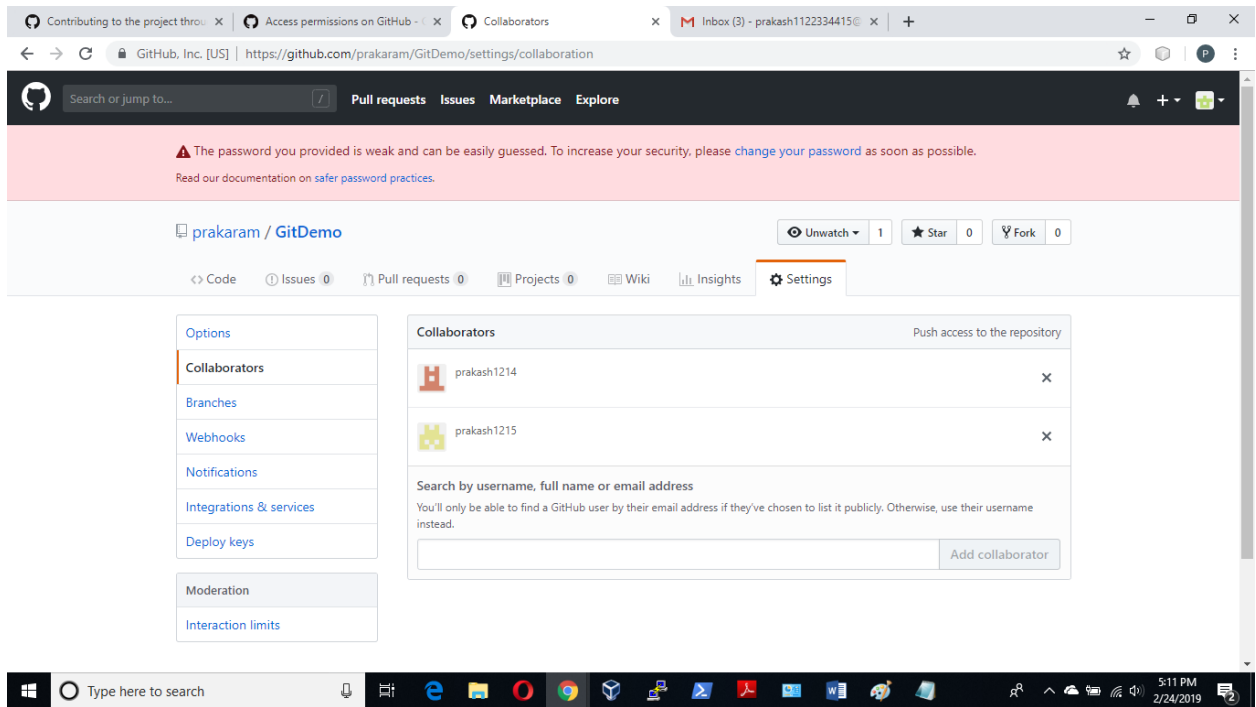 Contributing to the project throu
Access permissions on GitHub -
Collaborators
Inbox (3) - prakash1122334415@
GitHub, Inc. [US] | https://github.com/prakaram/GitDemo/settings/collaboration
P
Search or jump to...
/
Pull requests Issues Marketplace Explore
The password you provided is weak and can be easily guessed. To increase your security, please change your password as soon as possible.
Read our documentation on safer password practices.
prakaram / GitDemo
Unwatch 1
Star 0
Fork 0
<> Code
Issues 0
Pull requests 0
Projects 0
Wiki
Insights
Settings
Options
Collaborators
Branches
Webhooks
Notifications
Integrations & services
Deploy keys
Moderation
Interaction limits
Collaborators
Push access to the repository
prakash1214
prakash1215
Search by username, full name or email address
You'll only be able to find a GitHub user by their email address if they've chosen to list it publicly. Otherwise, use their username
instead.
Add collaborator
Type here to search
5:11 PM
2/24/2019
2